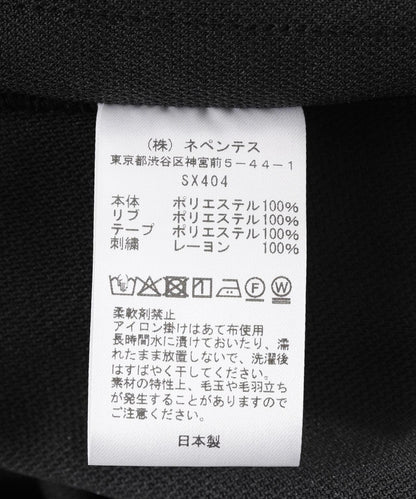 (株) ネペンテス
東京都渋谷区神宮前5-44-1
SX404
本体 ポリエステル100%
リブ ポリエステル100%
テープ ポリエステル100%
刺繍 レーヨン 100%
柔軟剤禁止
アイロン掛けはあて布使用
長時間水に漬けておいたり、濡
れたまま放置しないで、洗濯後
はすばやく干してください。
素材の特性上、毛玉や毛羽立ち
が発生することがありますので
ご注意ください。
日本製